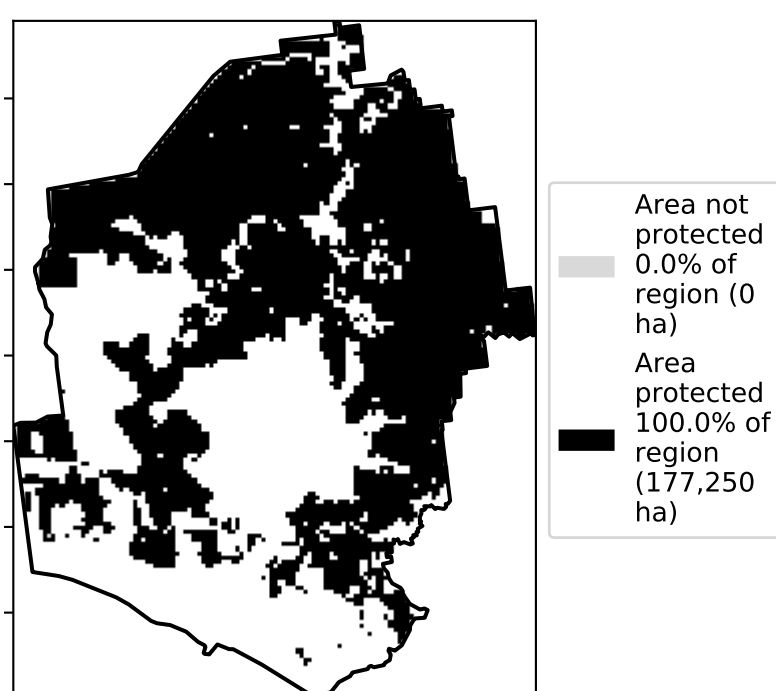 Area not
protected
0.0% of
region (0
ha)
Area
protected
100.0% of
region
(177,250
ha)